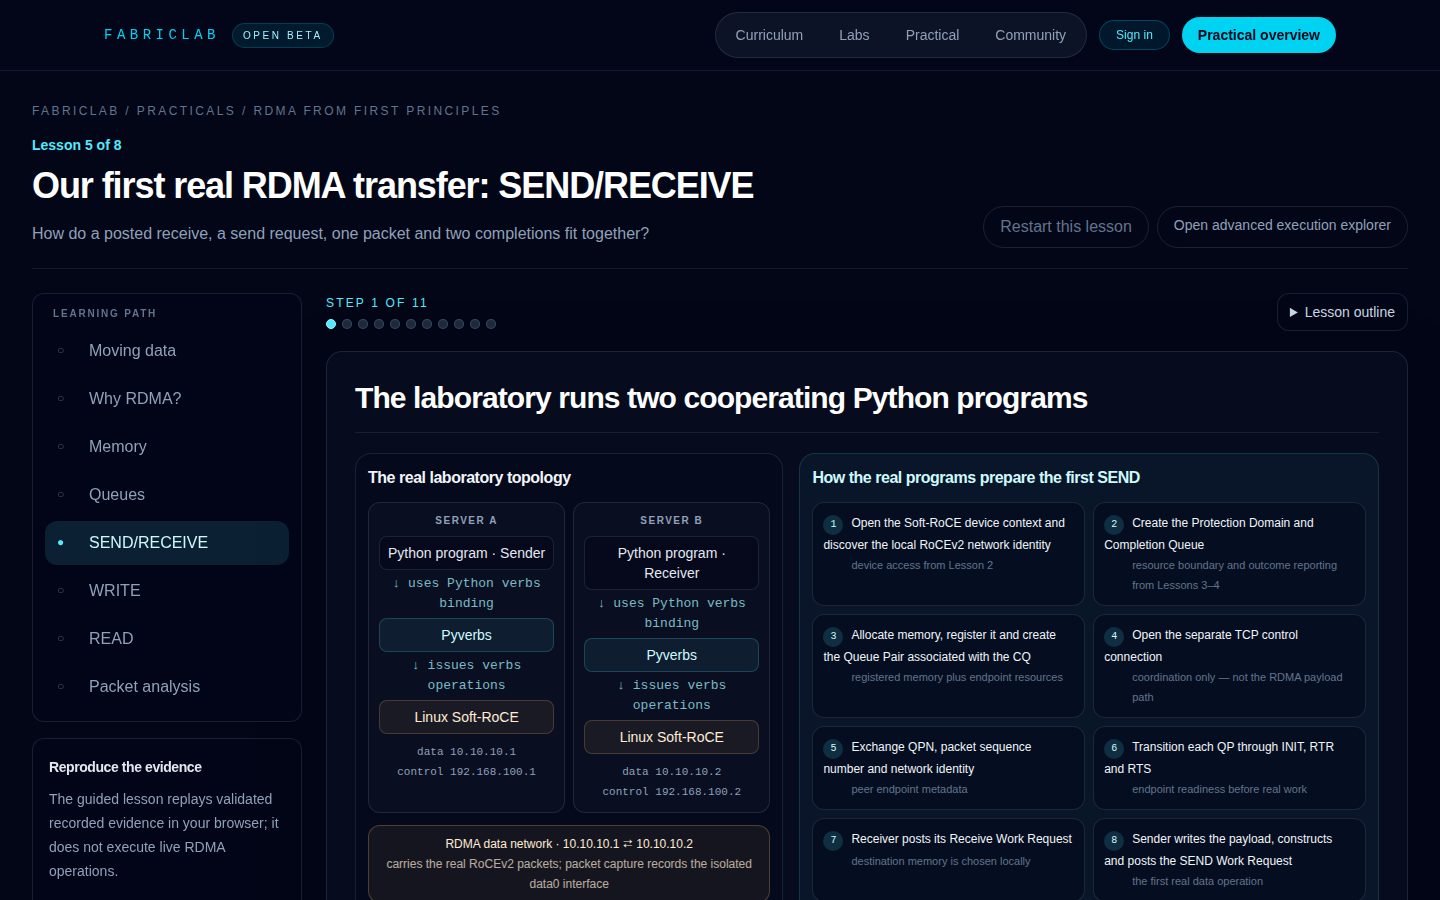 FABRICLAB
OPEN BETA
Curriculum
Labs
Practical
Community
Sign in
Practical overview
FABRICLAB / PRACTICALS / RDMA FROM FIRST PRINCIPLES
Lesson 5 of 8
Our first real RDMA transfer: SEND/RECEIVE
How do a posted receive, a send request, one packet and two completions fit together?
Restart this lesson
Open advanced execution explorer
LEARNING PATH
Moving data
Why RDMA?
Memory
Queues
SEND/RECEIVE
WRITE
READ
Packet analysis
Reproduce the evidence
The guided lesson replays validated
recorded evidence in your browser; it
does not execute live RDMA
operations.
STEP 1 OF 11
▶ Lesson outline
The laboratory runs two cooperating Python programs
The real laboratory topology
SERVER A
Python program · Sender
↓ uses Python verbs
binding
Pyverbs
↓ issues verbs
operations
Linux Soft-RoCE
data 10.10.10.1
control 192.168.100.1
SERVER B
Python program ·
Receiver
↓ uses Python verbs
binding
Pyverbs
↓ issues verbs
operations
Linux Soft-RoCE
data 10.10.10.2
control 192.168.100.2
RDMA data network · 10.10.10.1 ⇄ 10.10.10.2
carries the real RoCEv2 packets; packet capture records the isolated
data0 interface
How the real programs prepare the first SEND
1 Open the Soft-RoCE device context and
discover the local RoCEv2 network identity
device access from Lesson 2
2 Create the Protection Domain and
Completion Queue
resource boundary and outcome reporting
from Lessons 3–4
3 Allocate memory, register it and create
the Queue Pair associated with the CQ
registered memory plus endpoint resources
4 Open the separate TCP control
connection
coordination only — not the RDMA payload
path
5 Exchange QPN, packet sequence
number and network identity
peer endpoint metadata
6 Transition each QP through INIT, RTR
and RTS
endpoint readiness before real work
7 Receiver posts its Receive Work Request
destination memory is chosen locally
8 Sender writes the payload, constructs
and posts the SEND Work Request
the first real data operation